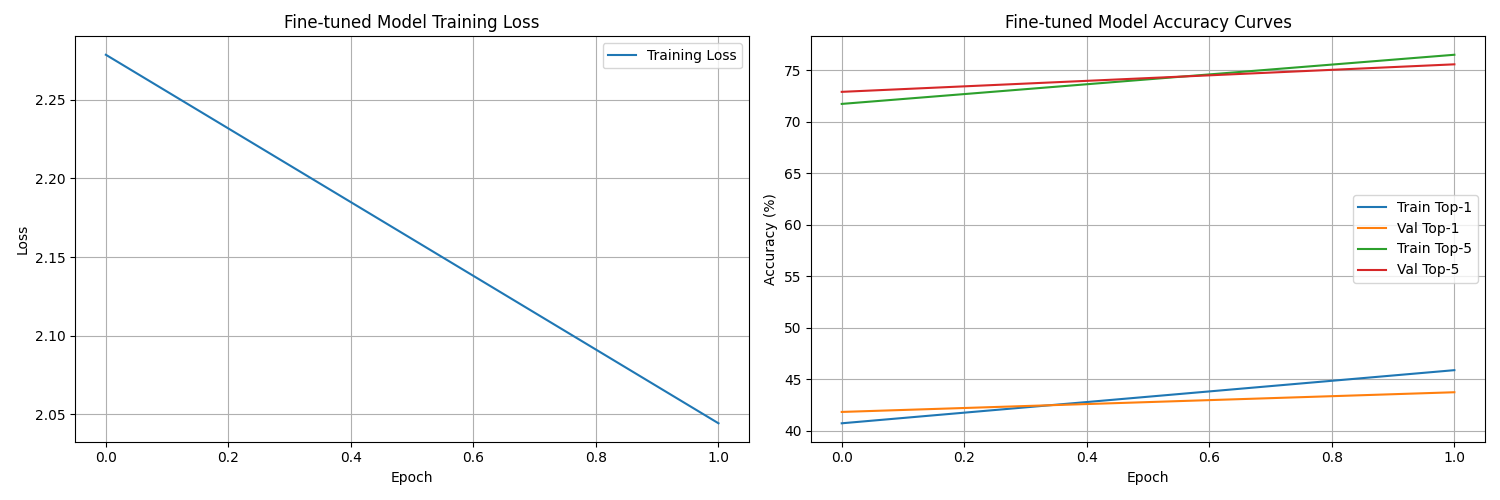 Fine-tuned Model Training Loss
Training Loss
2.25
2.20
2.15
2.10
2.05
Loss
0.0 0.2 0.4 0.6 0.8 1.0
Epoch
Fine-tuned Model Accuracy Curves
75
70
65
60
55
50
45
40
Accuracy (%)
Train Top-1
Val Top-1
Train Top-5
Val Top-5
0.0 0.2 0.4 0.6 0.8 1.0
Epoch